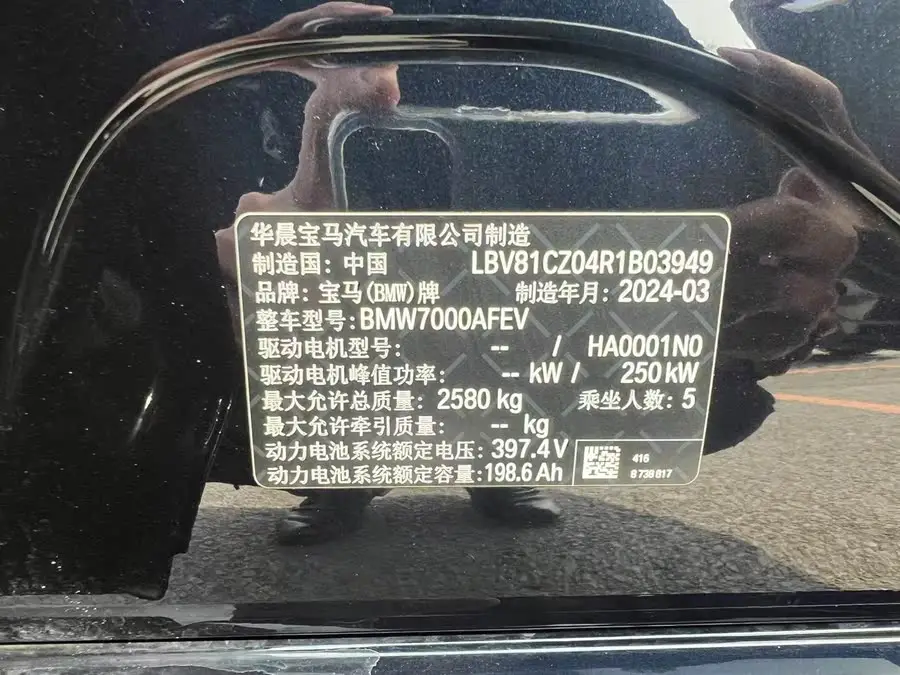 华晨宝马汽车有限公司制造
制造国: 中国 LBV81CZ04R1B03949
品牌: 宝马(BMW)牌 制造年月: 2024-03
整车型号:BMW7000AFEV
驱动电机型号: -- / HA0001N0
驱动电机峰值功率: -- kW / 250 kW
最大允许总质量: 2580 kg 乘坐人数: 5
最大允许牵引质量: -- kg
动力电池系统额定电压: 397.4 V
动力电池系统额定容量:198.6 Ah
416
8738817